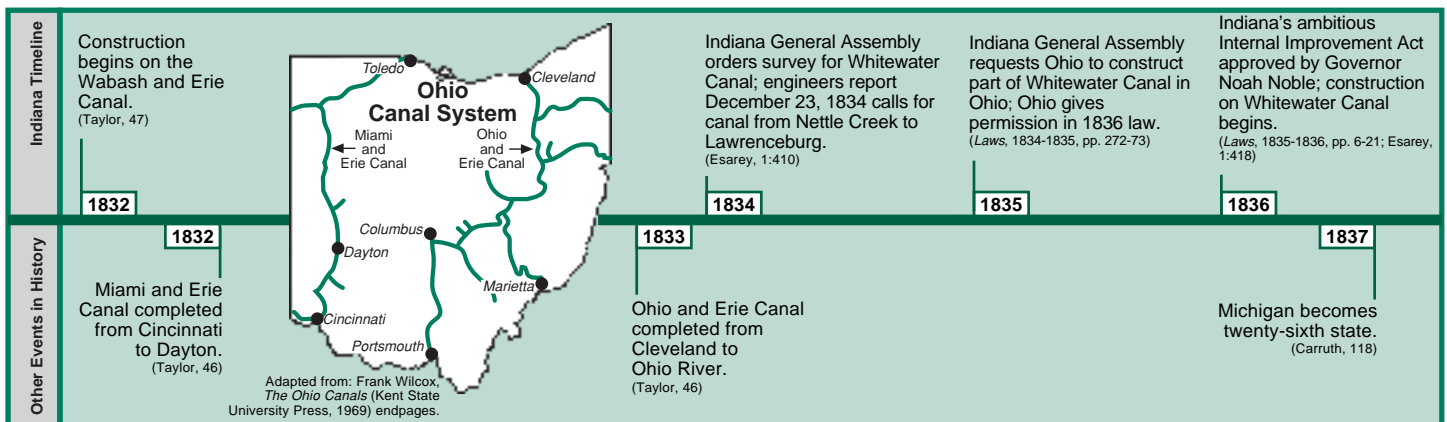 Indiana Timeline
Construction
begins on the
Wabash and Erie
Canal.
(Taylor, 47)
1832
Toledo
Cleveland
Ohio
Canal System
Miami
and
Erie Canal
Ohio
and
Erie Canal
Columbus
Dayton
Marietta
Cincinnati
Portsmouth
Adapted from: Frank Wilcox,
The Ohio Canals (Kent State
University Press, 1969) endpages.
Indiana General Assembly
orders survey for Whitewater
Canal; engineers report
December 23, 1834 calls for
canal from Nettle Creek to
Lawrenceburg.
(Esarey, 1:410)
1834
Indiana General Assembly
requests Ohio to construct
part of Whitewater Canal in
Ohio; Ohio gives
permission in 1836 law.
(Laws, 1834-1835, pp. 272-73)
1835
Indiana's ambitious
Internal Improvement Act
approved by Governor
Noah Noble; construction
on Whitewater Canal
begins.
(Laws, 1835-1836, pp. 6-21; Esarey,
1:418)
1836
Other Events in History
1832
Miami and Erie
Canal completed
from Cincinnati
to Dayton.
(Taylor, 46)
1833
Ohio and Erie Canal
completed from
Cleveland to
Ohio River.
(Taylor, 46)
1837
Michigan becomes
twenty-sixth state.
(Carruth, 118)